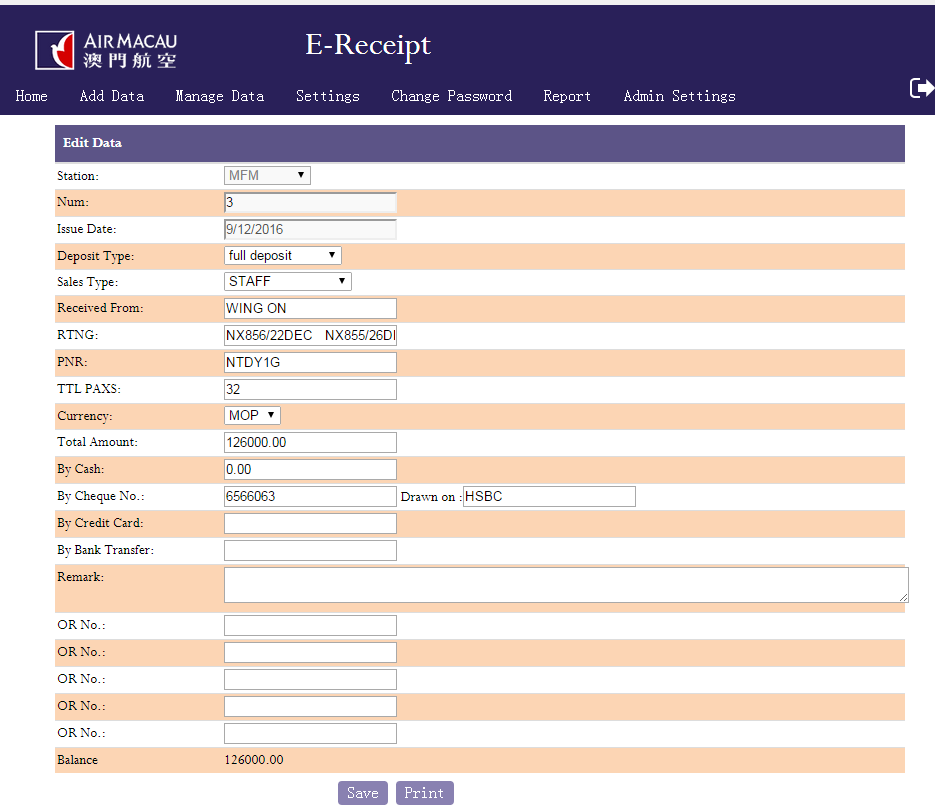 AIR MACAU
澳門航空
E-Receipt
Home Add Data Manage Data Settings Change Password Report Admin Settings
Edit Data
Station: MFM
Num: 3
Issue Date: 9/12/2016
Deposit Type: full deposit
Sales Type: STAFF
Received From: WING ON
RTNG: NX856/22DEC NX855/26D
PNR: NTDY1G
TTL PAXS: 32
Currency: MOP
Total Amount: 126000.00
By Cash: 0.00
By Cheque No.: 6566063 Drawn on : HSBC
By Credit Card:
By Bank Transfer:
Remark:
OR No.:
OR No.:
OR No.:
OR No.:
OR No.:
Balance 126000.00
Save Print